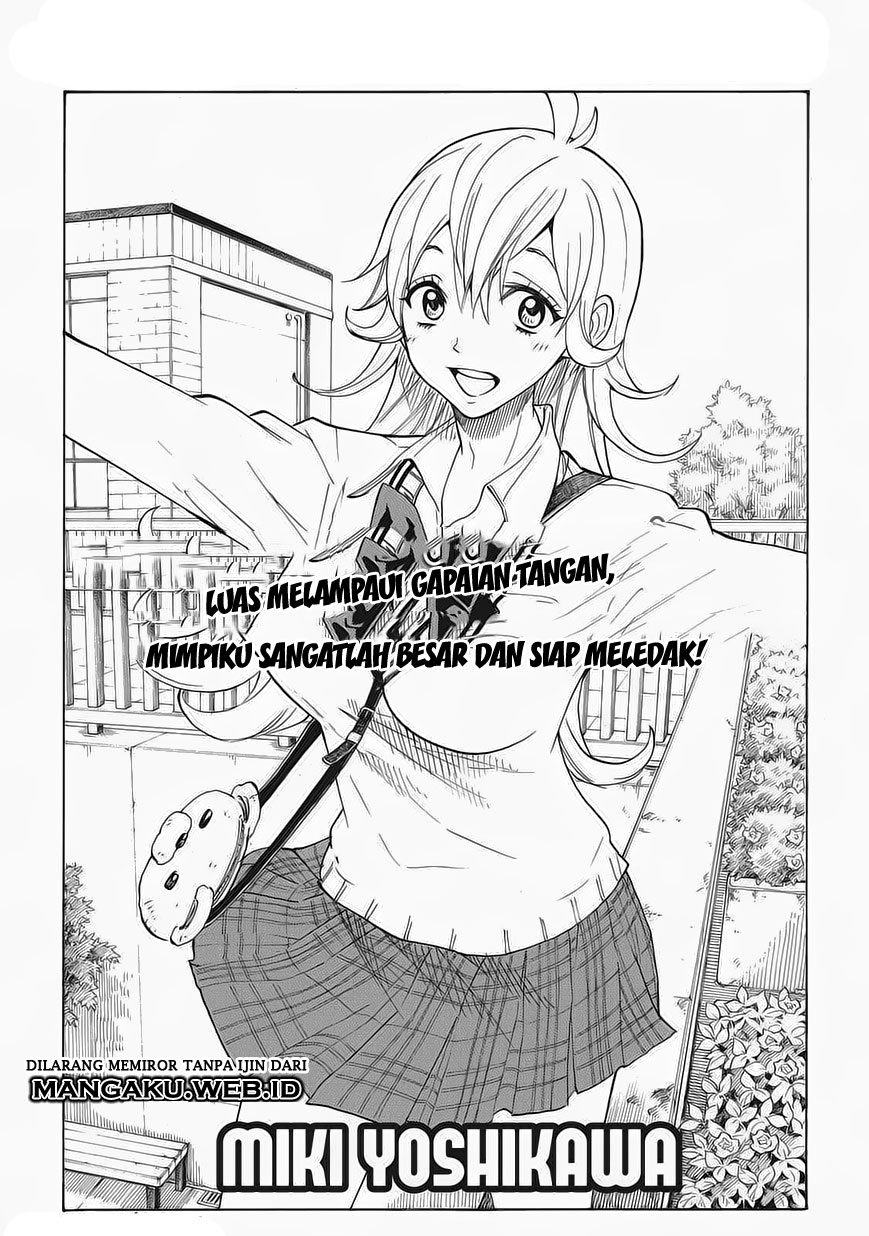 LUAS MELAMPAUI GAPAIAN TANGAN,
MIMPIKU SANGATLAH BESAR DAN SIAP MELEDAK!
DILARANG MEMIROR TANPA IJIN DARI
MANGAKU.WEB.ID
MIKI YOSHIKAWA